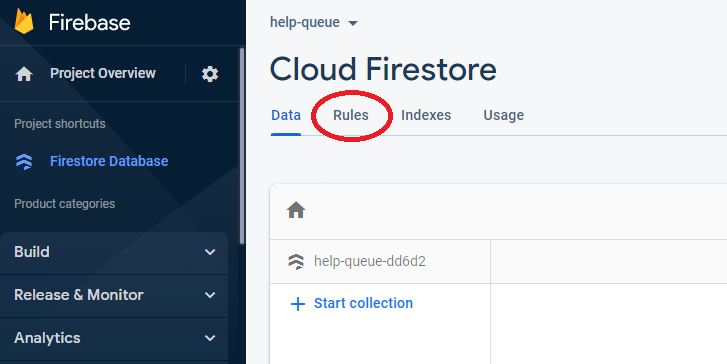 Firebase
Project Overview
Project shortcuts
Firestore Database
Product categories
Build
Release & Monitor
Analytics
help-queue
Cloud Firestore
Data Rules Indexes Usage
help-queue-dd6d2
Start collection